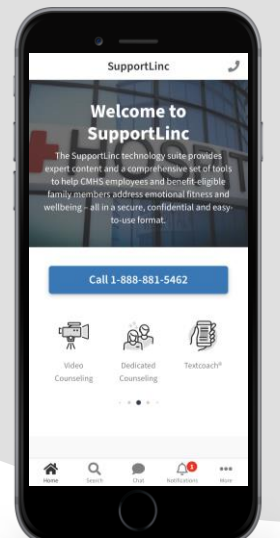 SupportLinc
Welcome to
SupportLinc
The SupportLinc technology suite provides
expert content and a comprehensive set of tools
to help CMHS employees and benefit-eligible
family members address emotional fitness and
wellbeing – all in a secure, confidential and easy-
to-use format.
Call 1-888-881-5462
Video
Counseling
Dedicated
Counseling
Textcoach®
1
Home
Search
Chat
Notifications
More